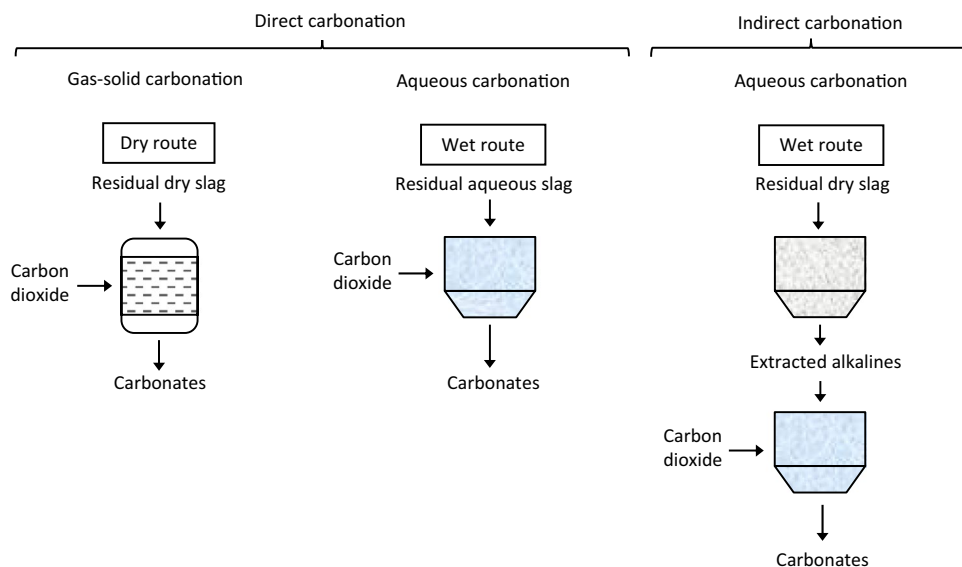 Direct carbonation
Gas-solid carbonation
Dry route
Residual dry slag
Carbon
dioxide
Carbonates
Aqueous carbonation
Wet route
Residual aqueous slag
Carbon
dioxide
Carbonates
Indirect carbonation
Aqueous carbonation
Wet route
Residual dry slag
Extracted alkalines
Carbon
dioxide
Carbonates